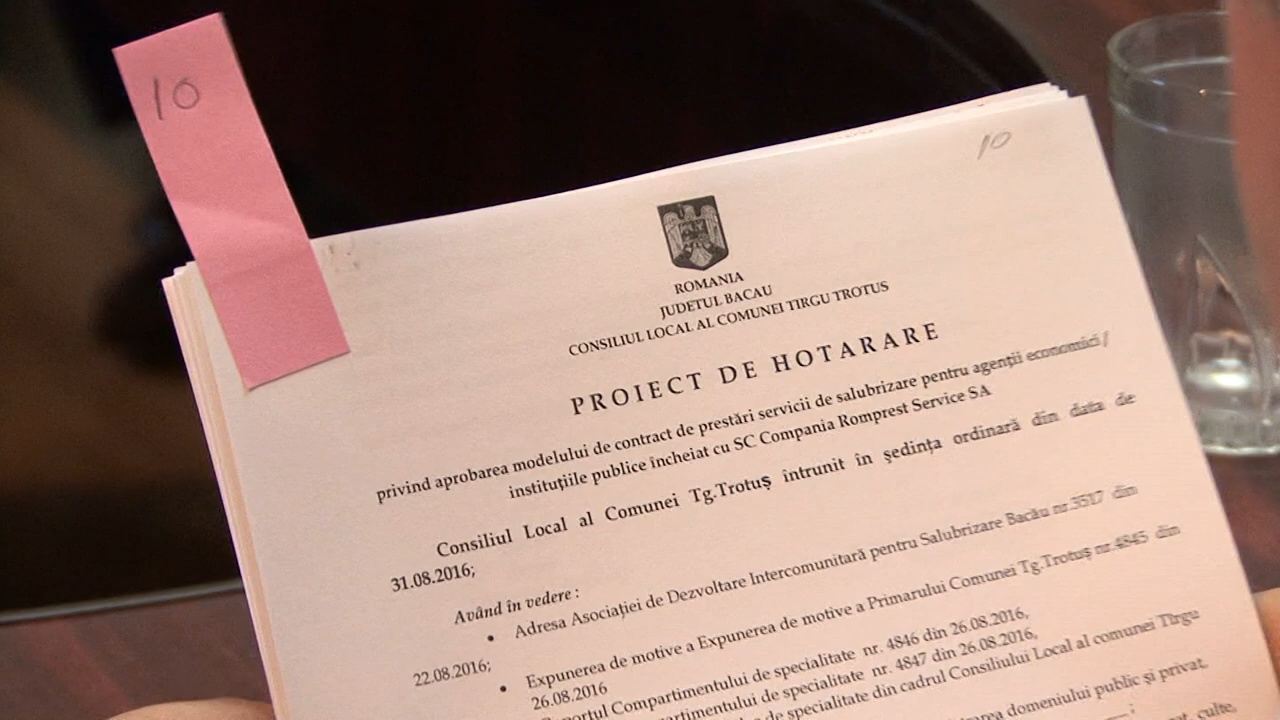 10
10
ROMANIA
JUDETUL BACAU
CONSILIUL LOCAL AL COMUNEI TIRGU TROTUS
PROIECT DE HOTARARE
privind aprobarea modelului de contract de prestări servicii de salubrizare pentru agenţii economici /
instituţiile publice încheiat cu SC Compania Romprest Service SA
Consiliul Local al Comunei Tg.Trotuş întrunit în şedinţa ordinară din data de
31.08.2016;
Având în vedere :
• Adresa Asociaţiei de Dezvoltare Intercomunitară pentru Salubrizare Bacău nr.3517 din
22.08.2016;
• Expunerea de motive a Expunerea de motive a Primarului Comunei Tg.Trotuş nr.4845 din
26.08.2016
Compartimentului de specialitate nr. 4846 din 26.08.2016,
de specialitate nr. 4847 din 26.08.2016,
de specialitate din cadrul Consiliului Local al comunei Tîrgu
domeniului public şi privat,
culte,